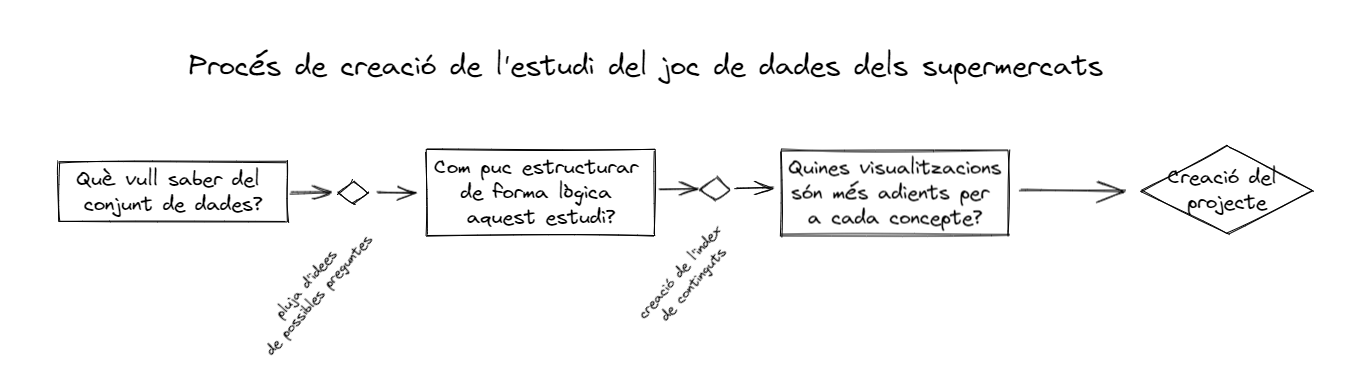 Procés de creació de l'estudi del joc de dades dels supermercats
Què vull saber del
conjunt de dades?
pluja d'idees
de possibles preguntes
Com puc estructurar
de forma lògica
aquest estudi?
creació de l'índex
de continguts
Quines visualitzacions
són més adients per
a cada concepte?
Creació del
projecte